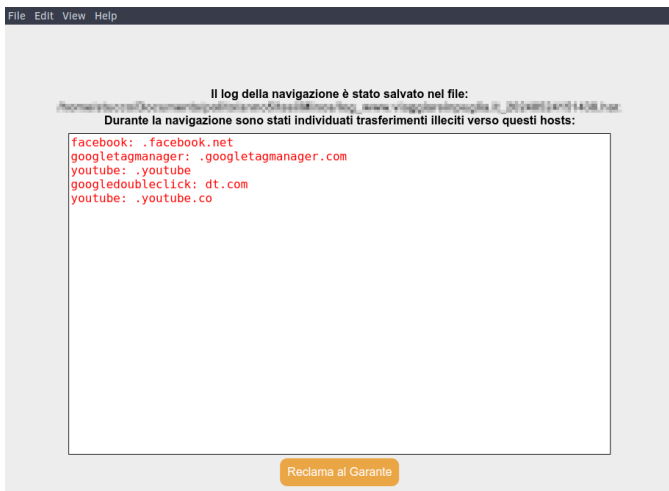 File Edit View Help
Il log della navigazione è stato salvato nel file:
Durante la navigazione sono stati individuati trasferimenti illeciti verso questi hosts:
facebook: .facebook.net
googletagmanager: .googletagmanager.com
youtube: .youtube
googledoubleclick: dt.com
youtube: .youtube.co
Reclama al Garante